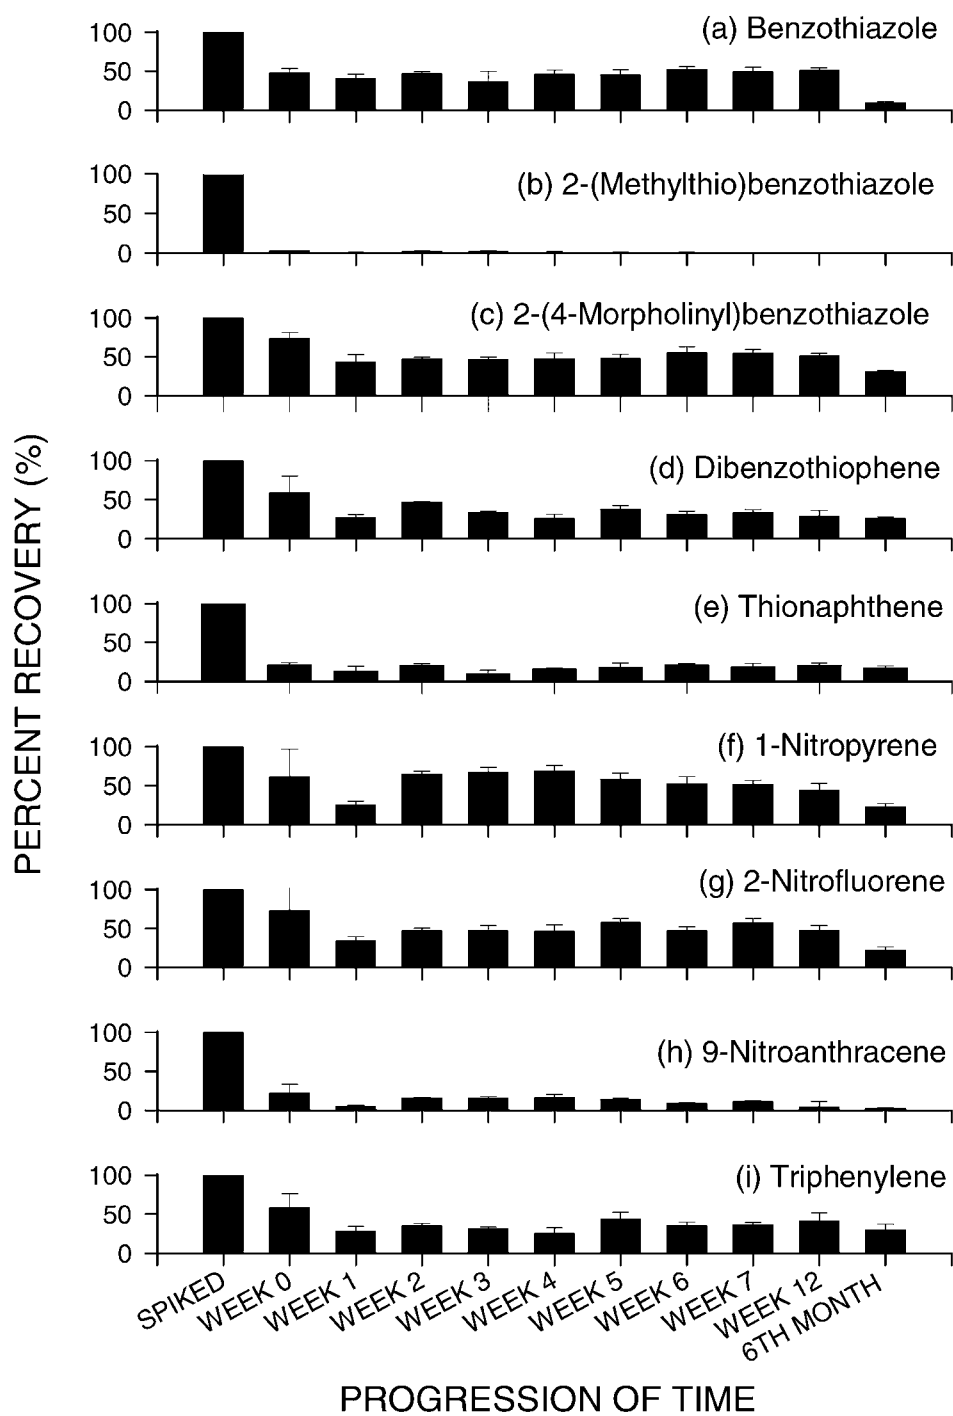 (a) Benzothiazole
100
50
0
(b) 2-(Methylthio)benzothiazole
100
50
0
(c) 2-(4-Morpholinyl)benzothiazole
100
50
0
(d) Dibenzothiophene
100
50
0
(e) Thionaphthene
100
50
0
(f) 1-Nitropyrene
100
50
0
(g) 2-Nitrofluorene
100
50
0
(h) 9-Nitroanthracene
100
50
0
(i) Triphenylene
100
50
0
PERCENT RECOVERY (%)
SPIKED
WEEK 0
WEEK 1
WEEK 2
WEEK 3
WEEK 4
WEEK 5
WEEK 6
WEEK 7
WEEK 12
6TH MONTH
PROGRESSION OF TIME